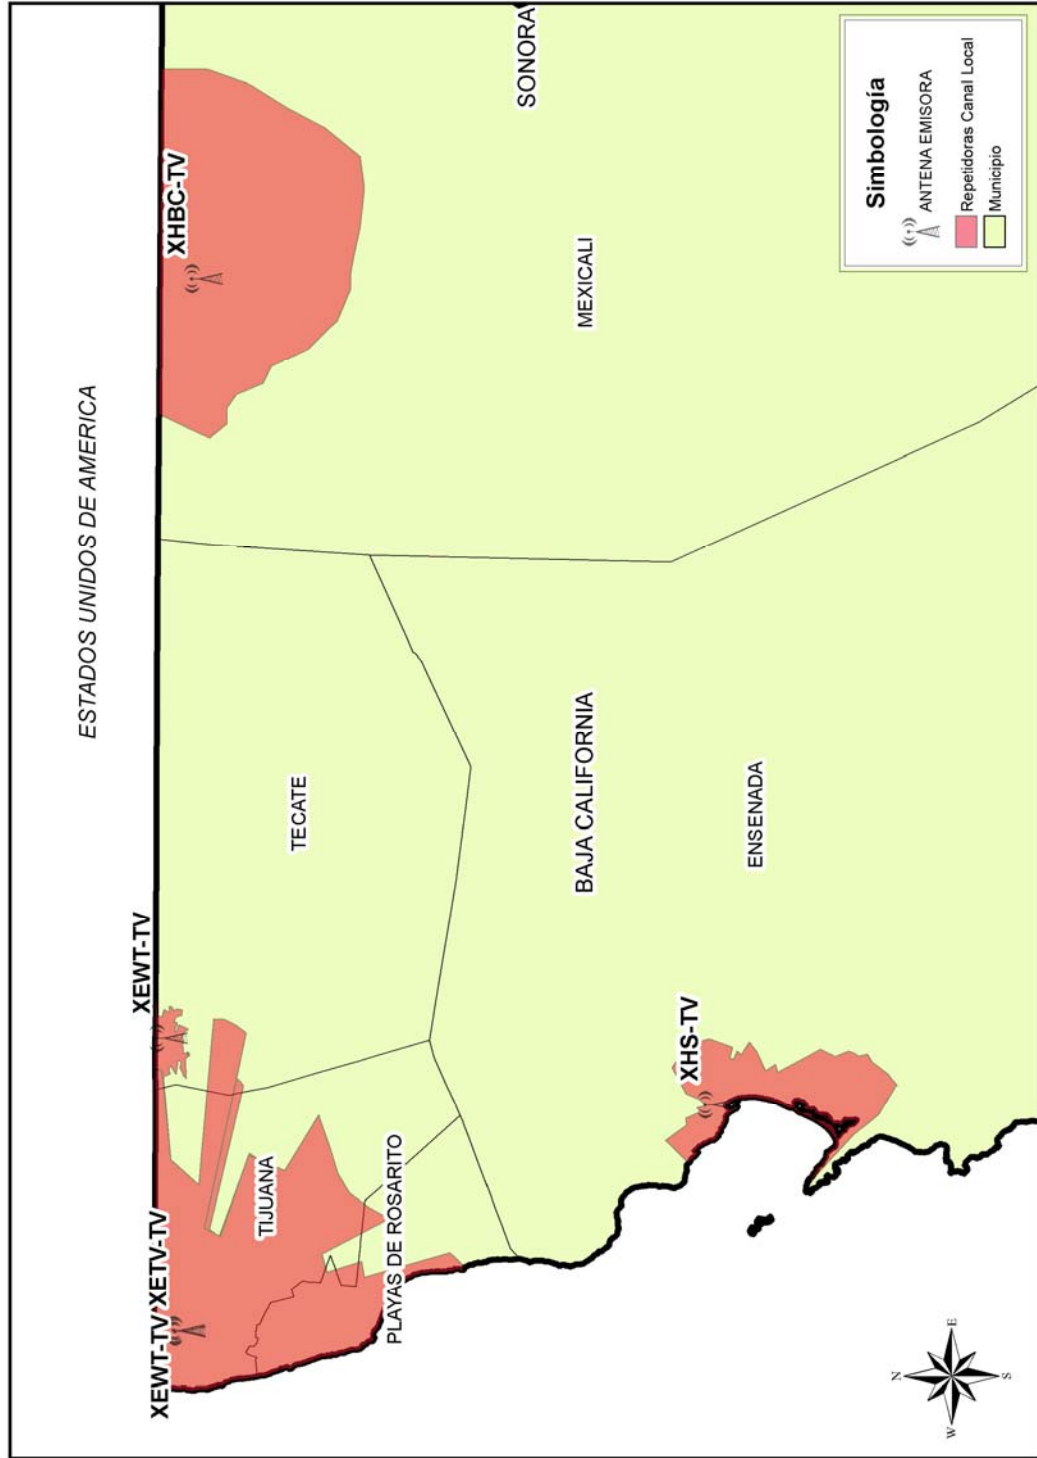 ESTADOS UNIDOS DE AMERICA
XEWT-TV
XETV-TV
XEWT-TV
XHBC-TV
TIJUANA
TECATE
PLAYAS DE ROSARITO
MEXICALI
SONORA
BAJA CALIFORNIA
XHS-TV
ENSENADA
Simbología
ANTENA EMISORA
Repetidoras Canal Local
Municipio
N
W
E
S